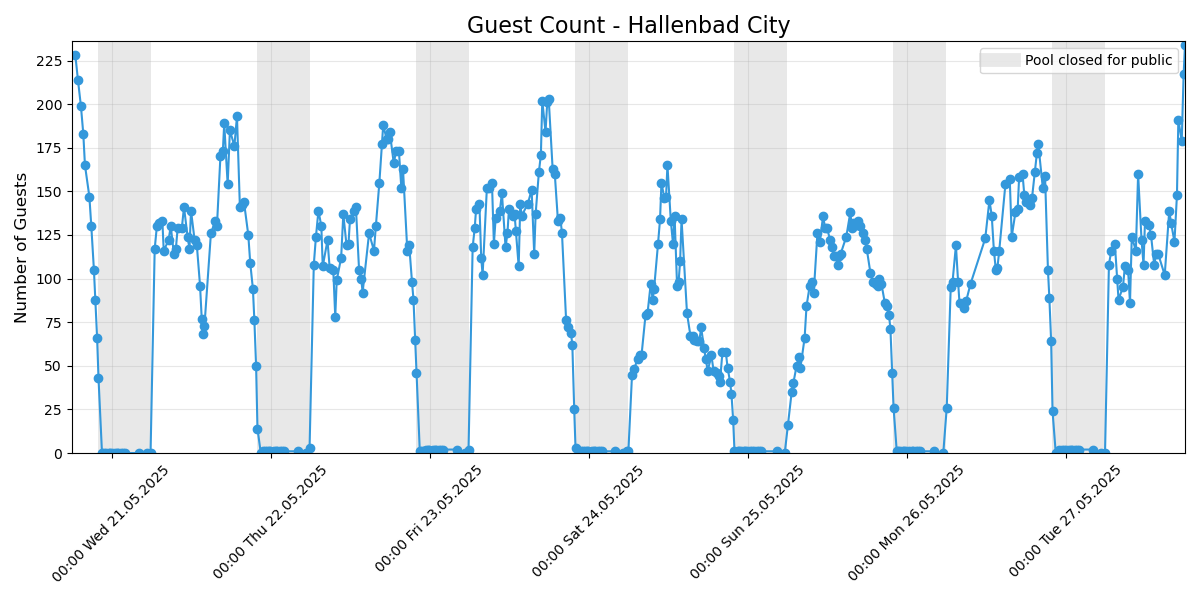 Guest Count - Hallenbad City
Pool closed for public
Number of Guests
225
200
175
150
125
100
75
50
25
0
00:00 Wed 21.05.2025
00:00 Thu 22.05.2025
00:00 Fri 23.05.2025
00:00 Sat 24.05.2025
00:00 Sun 25.05.2025
00:00 Mon 26.05.2025
00:00 Tue 27.05.2025